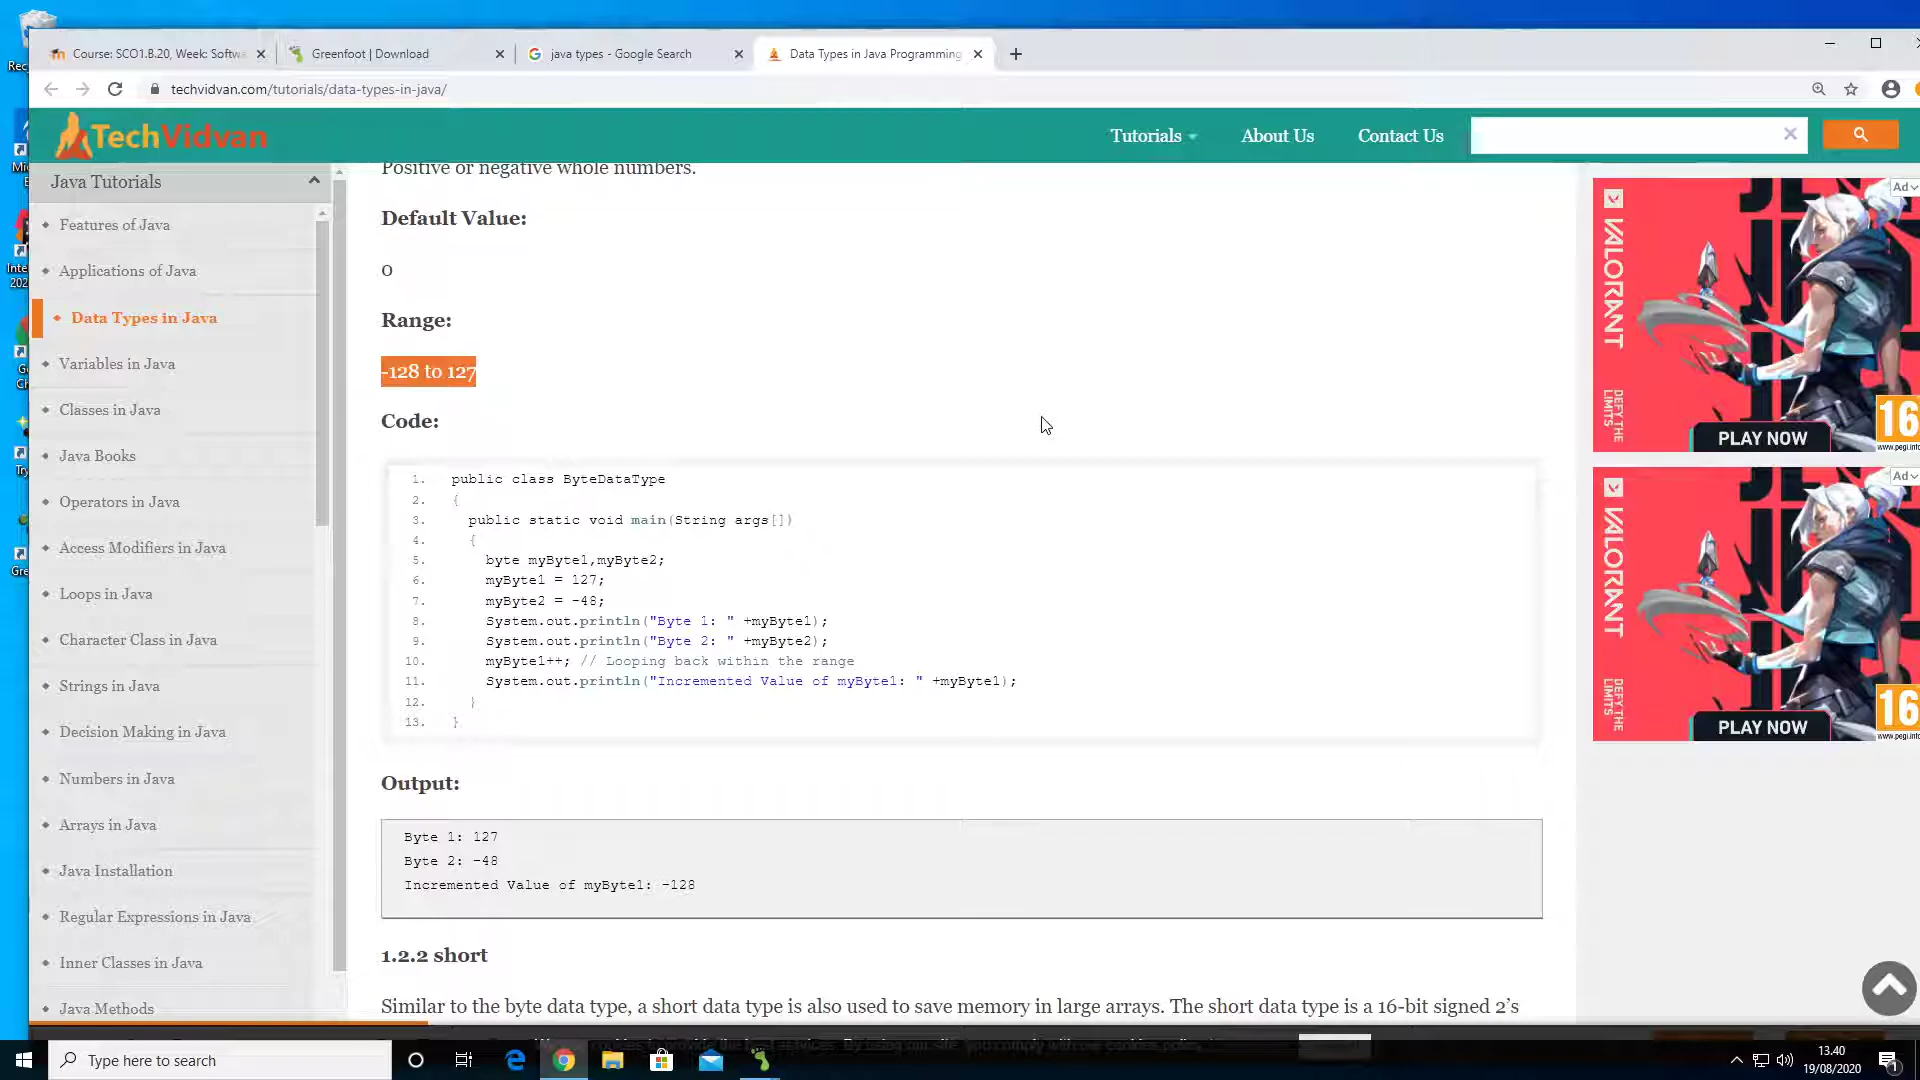 Course: SCO1.B.20, Week: Softwa
Greenfoot | Download
java types - Google Search
Data Types in Java Programming
techvidvan.com/tutorials/data-types-in-java/
TechVidvan
Tutorials
About Us
Contact Us
Java Tutorials
Features of Java
Applications of Java
Data Types in Java
Variables in Java
Classes in Java
Java Books
Operators in Java
Access Modifiers in Java
Loops in Java
Character Class in Java
Strings in Java
Decision Making in Java
Numbers in Java
Arrays in Java
Java Installation
Regular Expressions in Java
Inner Classes in Java
Java Methods
Positive or negative whole numbers.
Default Value:
0
Range:
-128 to 127
Code:
1. public class ByteDataType
2. {
3. public static void main(String args[])
4. {
5. byte myByte1,myByte2;
6. myByte1 = 127;
7. myByte2 = -48;
8. System.out.println("Byte 1: " +myByte1);
9. System.out.println("Byte 2: " +myByte2);
10. myByte1++; // Looping back within the range
11. System.out.println("Incremented Value of myByte1: " +myByte1);
12. }
13. }
Output:
Byte 1: 127
Byte 2: -48
Incremented Value of myByte1: -128
1.2.2 short
Similar to the byte data type, a short data type is also used to save memory in large arrays. The short data type is a 16-bit signed 2's
Ad
VALORANT
DEFY THE
LIMITS
PLAY NOW
16
www.pegi.info
Ad
VALORANT
DEFY THE
LIMITS
PLAY NOW
16
www.pegi.info
Type here to search
13.40
19/08/2020
1